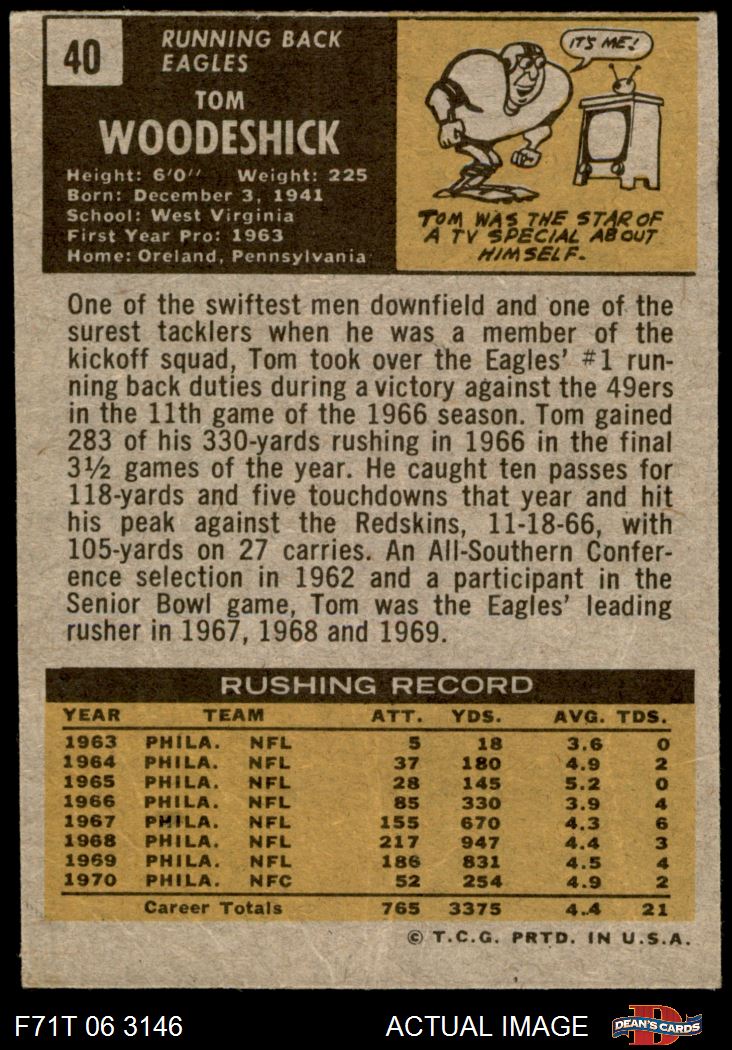 40
RUNNING BACK
EAGLES
TOM
WOODESHICK
Height: 6'0" Weight: 225
Born: December 3, 1941
School: West Virginia
First Year Pro: 1963
Home: Oreland, Pennsylvania
IT'S ME!
TOM WAS THE STAR OF
A TV SPECIAL ABOUT
HIMSELF.
One of the swiftest men downfield and one of the
surest tacklers when he was a member of the
kickoff squad, Tom took over the Eagles' #1 run-
ning back duties during a victory against the 49ers
in the 11th game of the 1966 season. Tom gained
283 of his 330-yards rushing in 1966 in the final
3½ games of the year. He caught ten passes for
118-yards and five touchdowns that year and hit
his peak against the Redskins, 11-18-66, with
105-yards on 27 carries. An All-Southern Confer-
ence selection in 1962 and a participant in the
Senior Bowl game, Tom was the Eagles' leading
rusher in 1967, 1968 and 1969.
RUSHING RECORD
YEAR TEAM ATT. YDS. AVG. TDS.
1963 PHILA. NFL 5 18 3.6 0
1964 PHILA. NFL 37 180 4.9 2
1965 PHILA. NFL 28 145 5.2 0
1966 PHILA. NFL 85 330 3.9 4
1967 PHILA. NFL 155 670 4.3 6
1968 PHILA. NFL 217 947 4.4 3
1969 PHILA. NFL 186 831 4.5 4
1970 PHILA. NFC 52 254 4.9 2
Career Totals 765 3375 4.4 21
© T.C.G. PRTD. IN U.S.A.
F71T 06 3146 ACTUAL IMAGE
D
DEAN'S CARDS